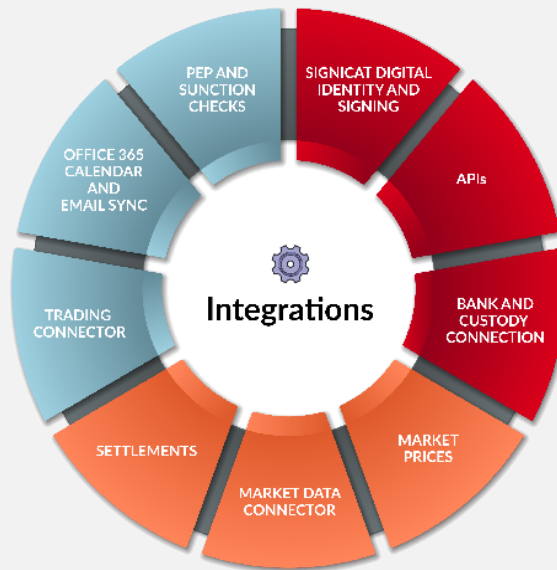 PEP AND
SUNCTION
CHECKS
SIGNICAT DIGITAL
IDENTITY AND
SIGNING
OFFICE 365
CALENDAR
AND
EMAIL SYNC
APIs
Integrations
TRADING
CONNECTOR
BANK AND
CUSTODY
CONNECTION
SETTLEMENTS
MARKET
PRICES
MARKET DATA
CONNECTOR